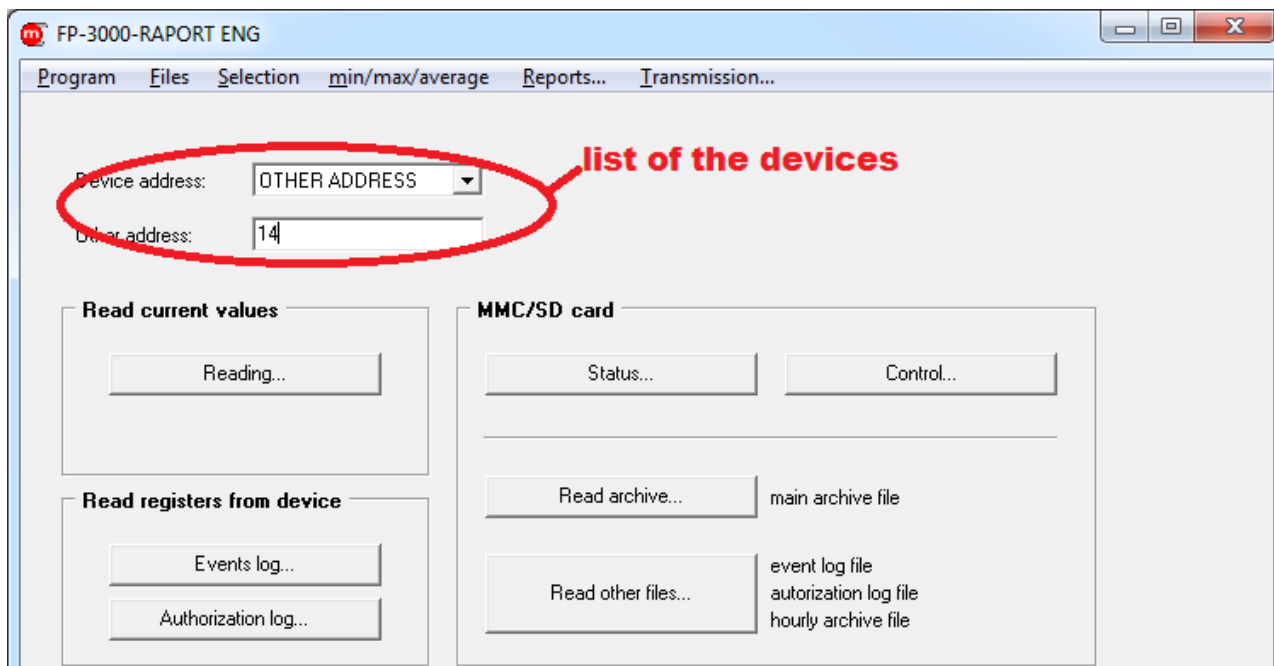 FP-3000-RAPORT ENG
Program Files Selection min/max/average Reports... Transmission...
list of the devices
Device address: OTHER ADDRESS
Other address: 14
Read current values
Reading...
MMC/SD card
Status... Control...
Read archive... main archive file
Read registers from device
Events log...
Authorization log...
Read other files...
event log file
autorization log file
hourly archive file